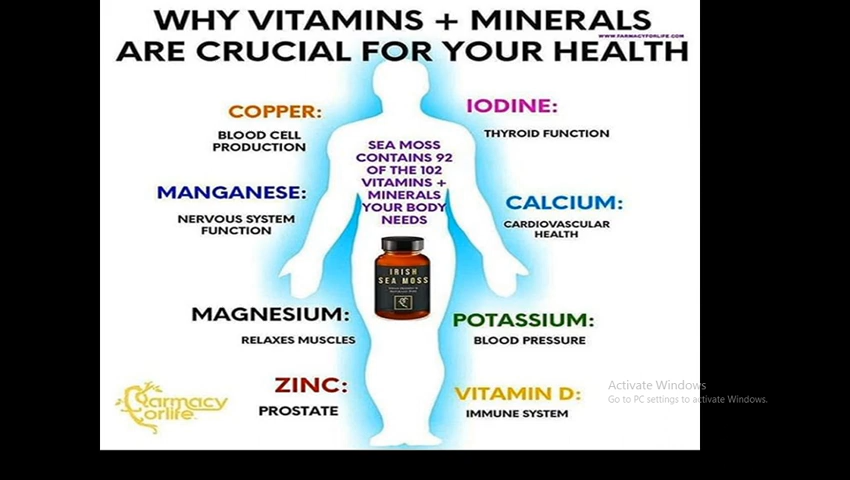 WHY VITAMINS + MINERALS
WWW.FARMACYFORLIFE.COM
ARE CRUCIAL FOR YOUR HEALTH
COPPER:
BLOOD CELL
PRODUCTION
IODINE:
THYROID FUNCTION
SEA MOSS
CONTAINS 92
OF THE 102
VITAMINS +
MINERALS
YOUR BODY
NEEDS
MANGANESE:
NERVOUS SYSTEM
FUNCTION
CALCIUM:
CARDIOVASCULAR
HEALTH
IRISH
SEA MOSS
MAGNESIUM:
RELAXES MUSCLES
POTASSIUM:
BLOOD PRESSURE
ZINC:
PROSTATE
VITAMIN D:
IMMUNE SYSTEM
Farmacy
Forlife
Activate Windows
Go to PC settings to activate Windows.